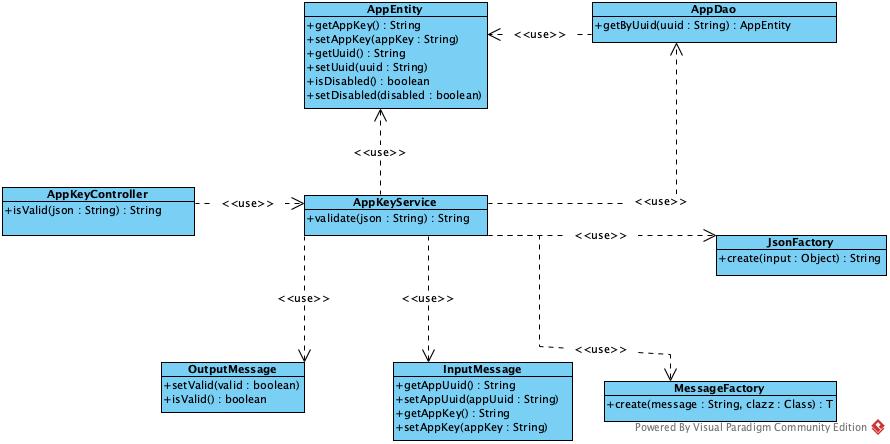 AppEntity
+getAppKey() : String
+setAppKey(appKey : String)
+getUuid() : String
+setUuid(uuid : String)
+isDisabled() : boolean
+setDisabled(disabled : boolean)
<<use>>
AppDao
+getByUuid(uuid : String) : AppEntity
<<use>>
AppKeyController
+isValid(json : String) : String
<<use>>
AppKeyService
+validate(json : String) : String
<<use>>
<<use>>
JsonFactory
+create(input : Object) : String
<<use>>
<<use>>
<<use>>
OutputMessage
+setValid(valid : boolean)
+isValid() : boolean
InputMessage
+getAppUuid() : String
+setAppUuid(appUuid : String)
+getAppKey() : String
+setAppKey(appKey : String)
MessageFactory
+create(message : String, clazz : Class) : T
Powered By Visual Paradigm Community Edition